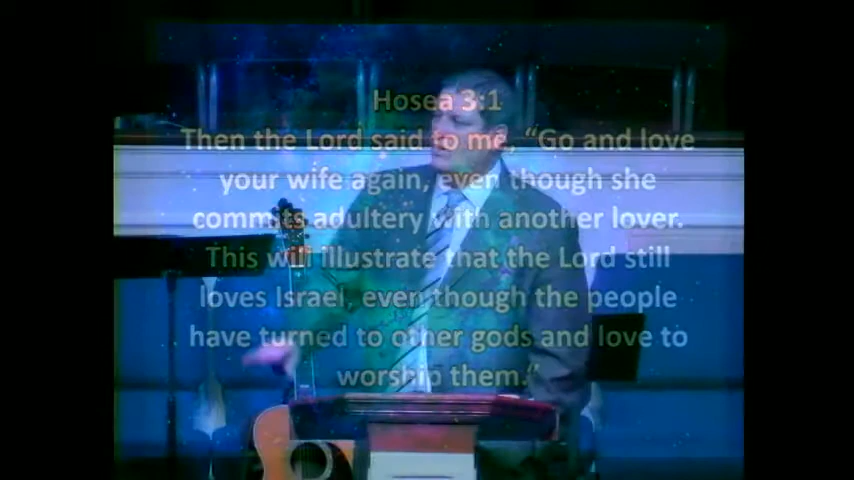 Hosea 3:1
Then the Lord said to me, “Go and love
your wife again, even though she
commits adultery with another lover.
This will illustrate that the Lord still
loves Israel, even though the people
have turned to other gods and love to
worship them.”